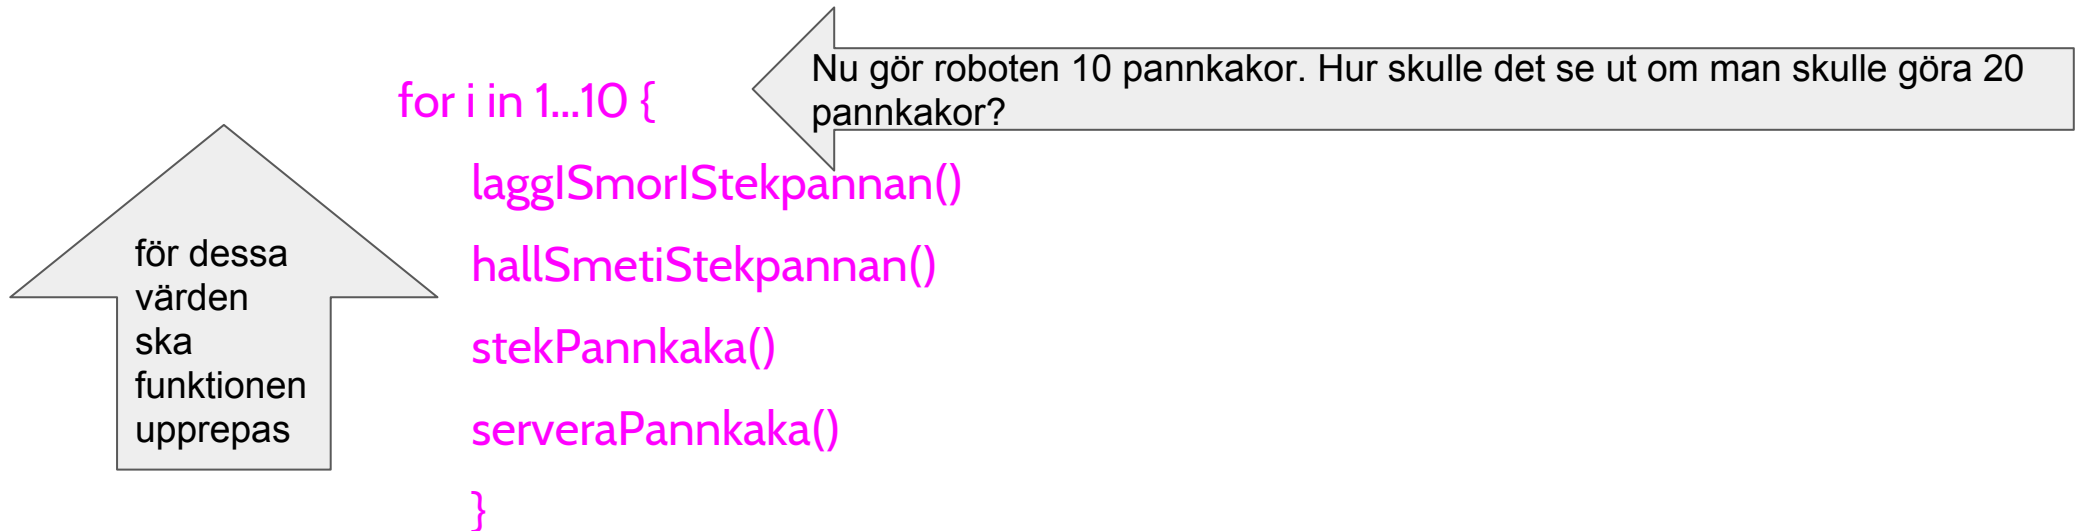 for i in 1...10 {
Nu gör roboten 10 pannkakor. Hur skulle det se ut om man skulle göra 20
pannkakor?
laggISmorIStekpannan()
hallSmetiStekpannan()
stekPannkaka()
serveraPannkaka()
}
för dessa
värden
ska
funktionen
upprepas